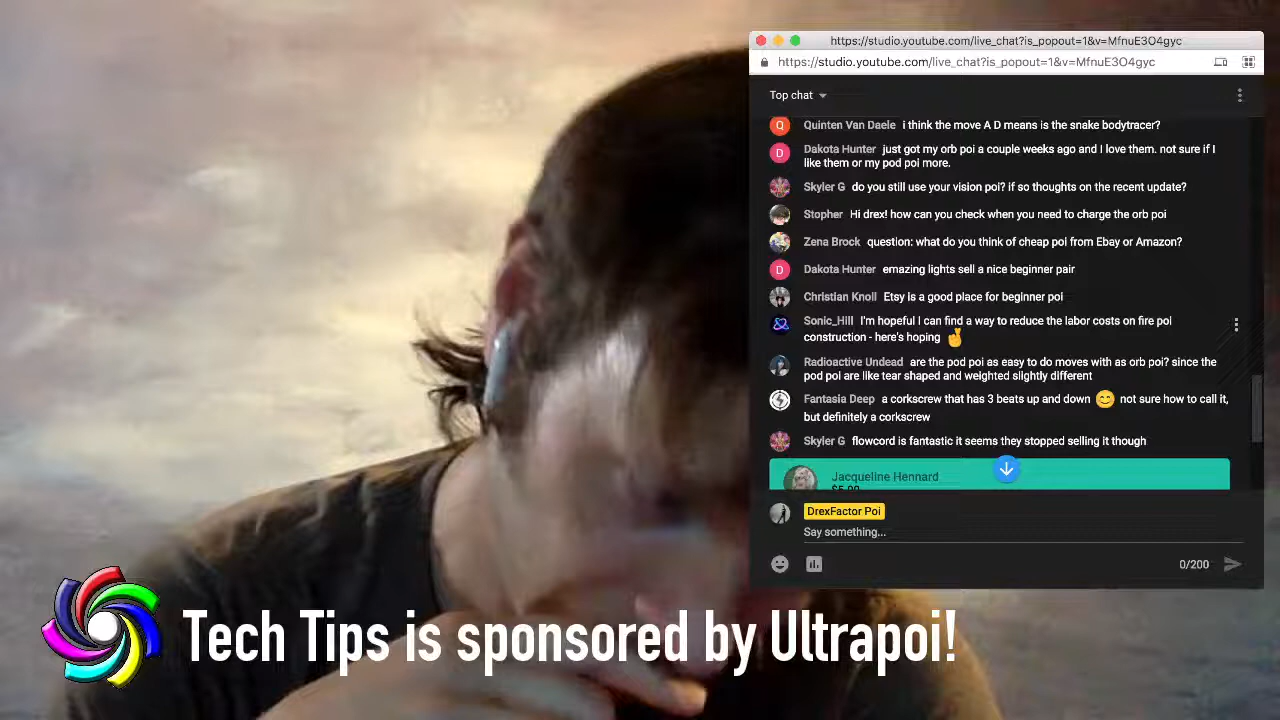 https://studio.youtube.com/live_chat?is_popout=1&v=MfnuE3O4gyc
https://studio.youtube.com/live_chat?is_popout=1&v=MfnuE3O4gyc
Top chat
Quinten Van Daele i think the move A D means is the snake bodytracer?
Dakota Hunter just got my orb poi a couple weeks ago and I love them. not sure if I
like them or my pod poi more.
Skyler G do you still use your vision poi? if so thoughts on the recent update?
Stopher Hi drex! how can you check when you need to charge the orb poi
Zena Brock question: what do you think of cheap poi from Ebay or Amazon?
Dakota Hunter emazing lights sell a nice beginner pair
Christian Knoll Etsy is a good place for beginner poi
Sonic_Hill I'm hopeful I can find a way to reduce the labor costs on fire poi
construction - here's hoping 🤞
Radioactive Undead are the pod poi as easy to do moves with as orb poi? since the
pod poi are like tear shaped and weighted slightly different
Fantasia Deep a corkscrew that has 3 beats up and down 😊 not sure how to call it,
but definitely a corkscrew
Skyler G flowcord is fantastic it seems they stopped selling it though
Jacqueline Hennard
$5.00
DrexFactor Poi
Say something...
0/200
Tech Tips is sponsored by Ultrapoi!